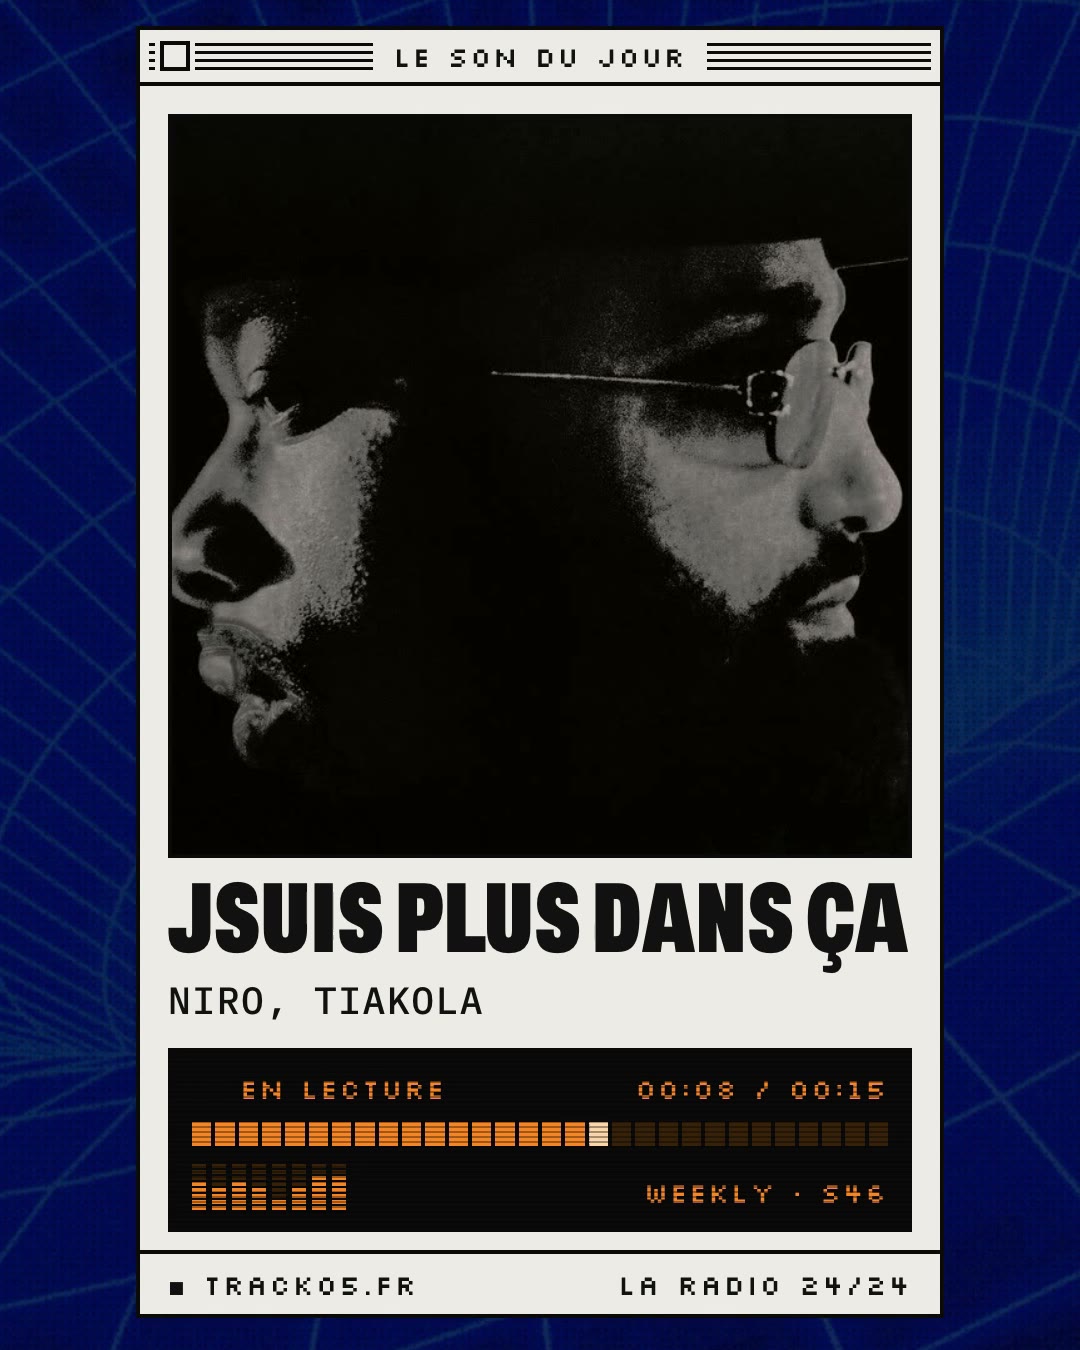 LE SON DU JOUR
JSUIS PLUS DANS ÇA
NIRO, TIAKOLA
EN LECTURE 00:08 / 00:15
WEEKLY · S46
TRACK05.FR LA RADIO 24/24